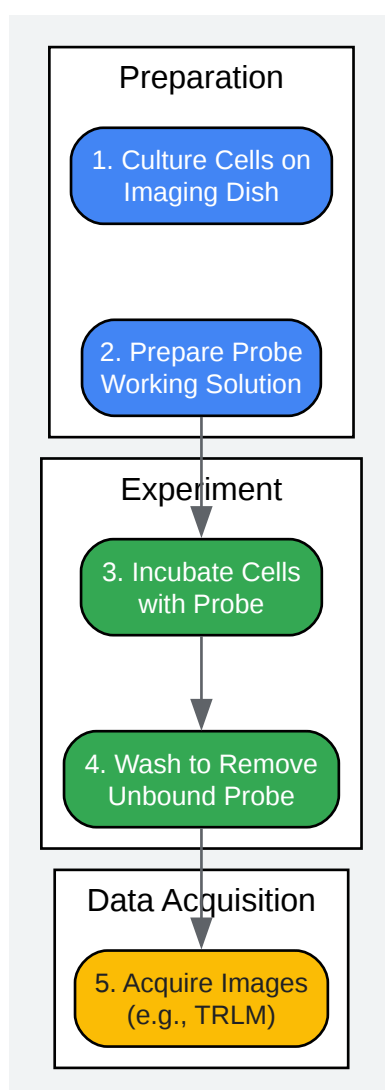 Preparation
1. Culture Cells on
Imaging Dish
2. Prepare Probe
Working Solution
Experiment
3. Incubate Cells
with Probe
4. Wash to Remove
Unbound Probe
Data Acquisition
5. Acquire Images
(e.g., TRLM)